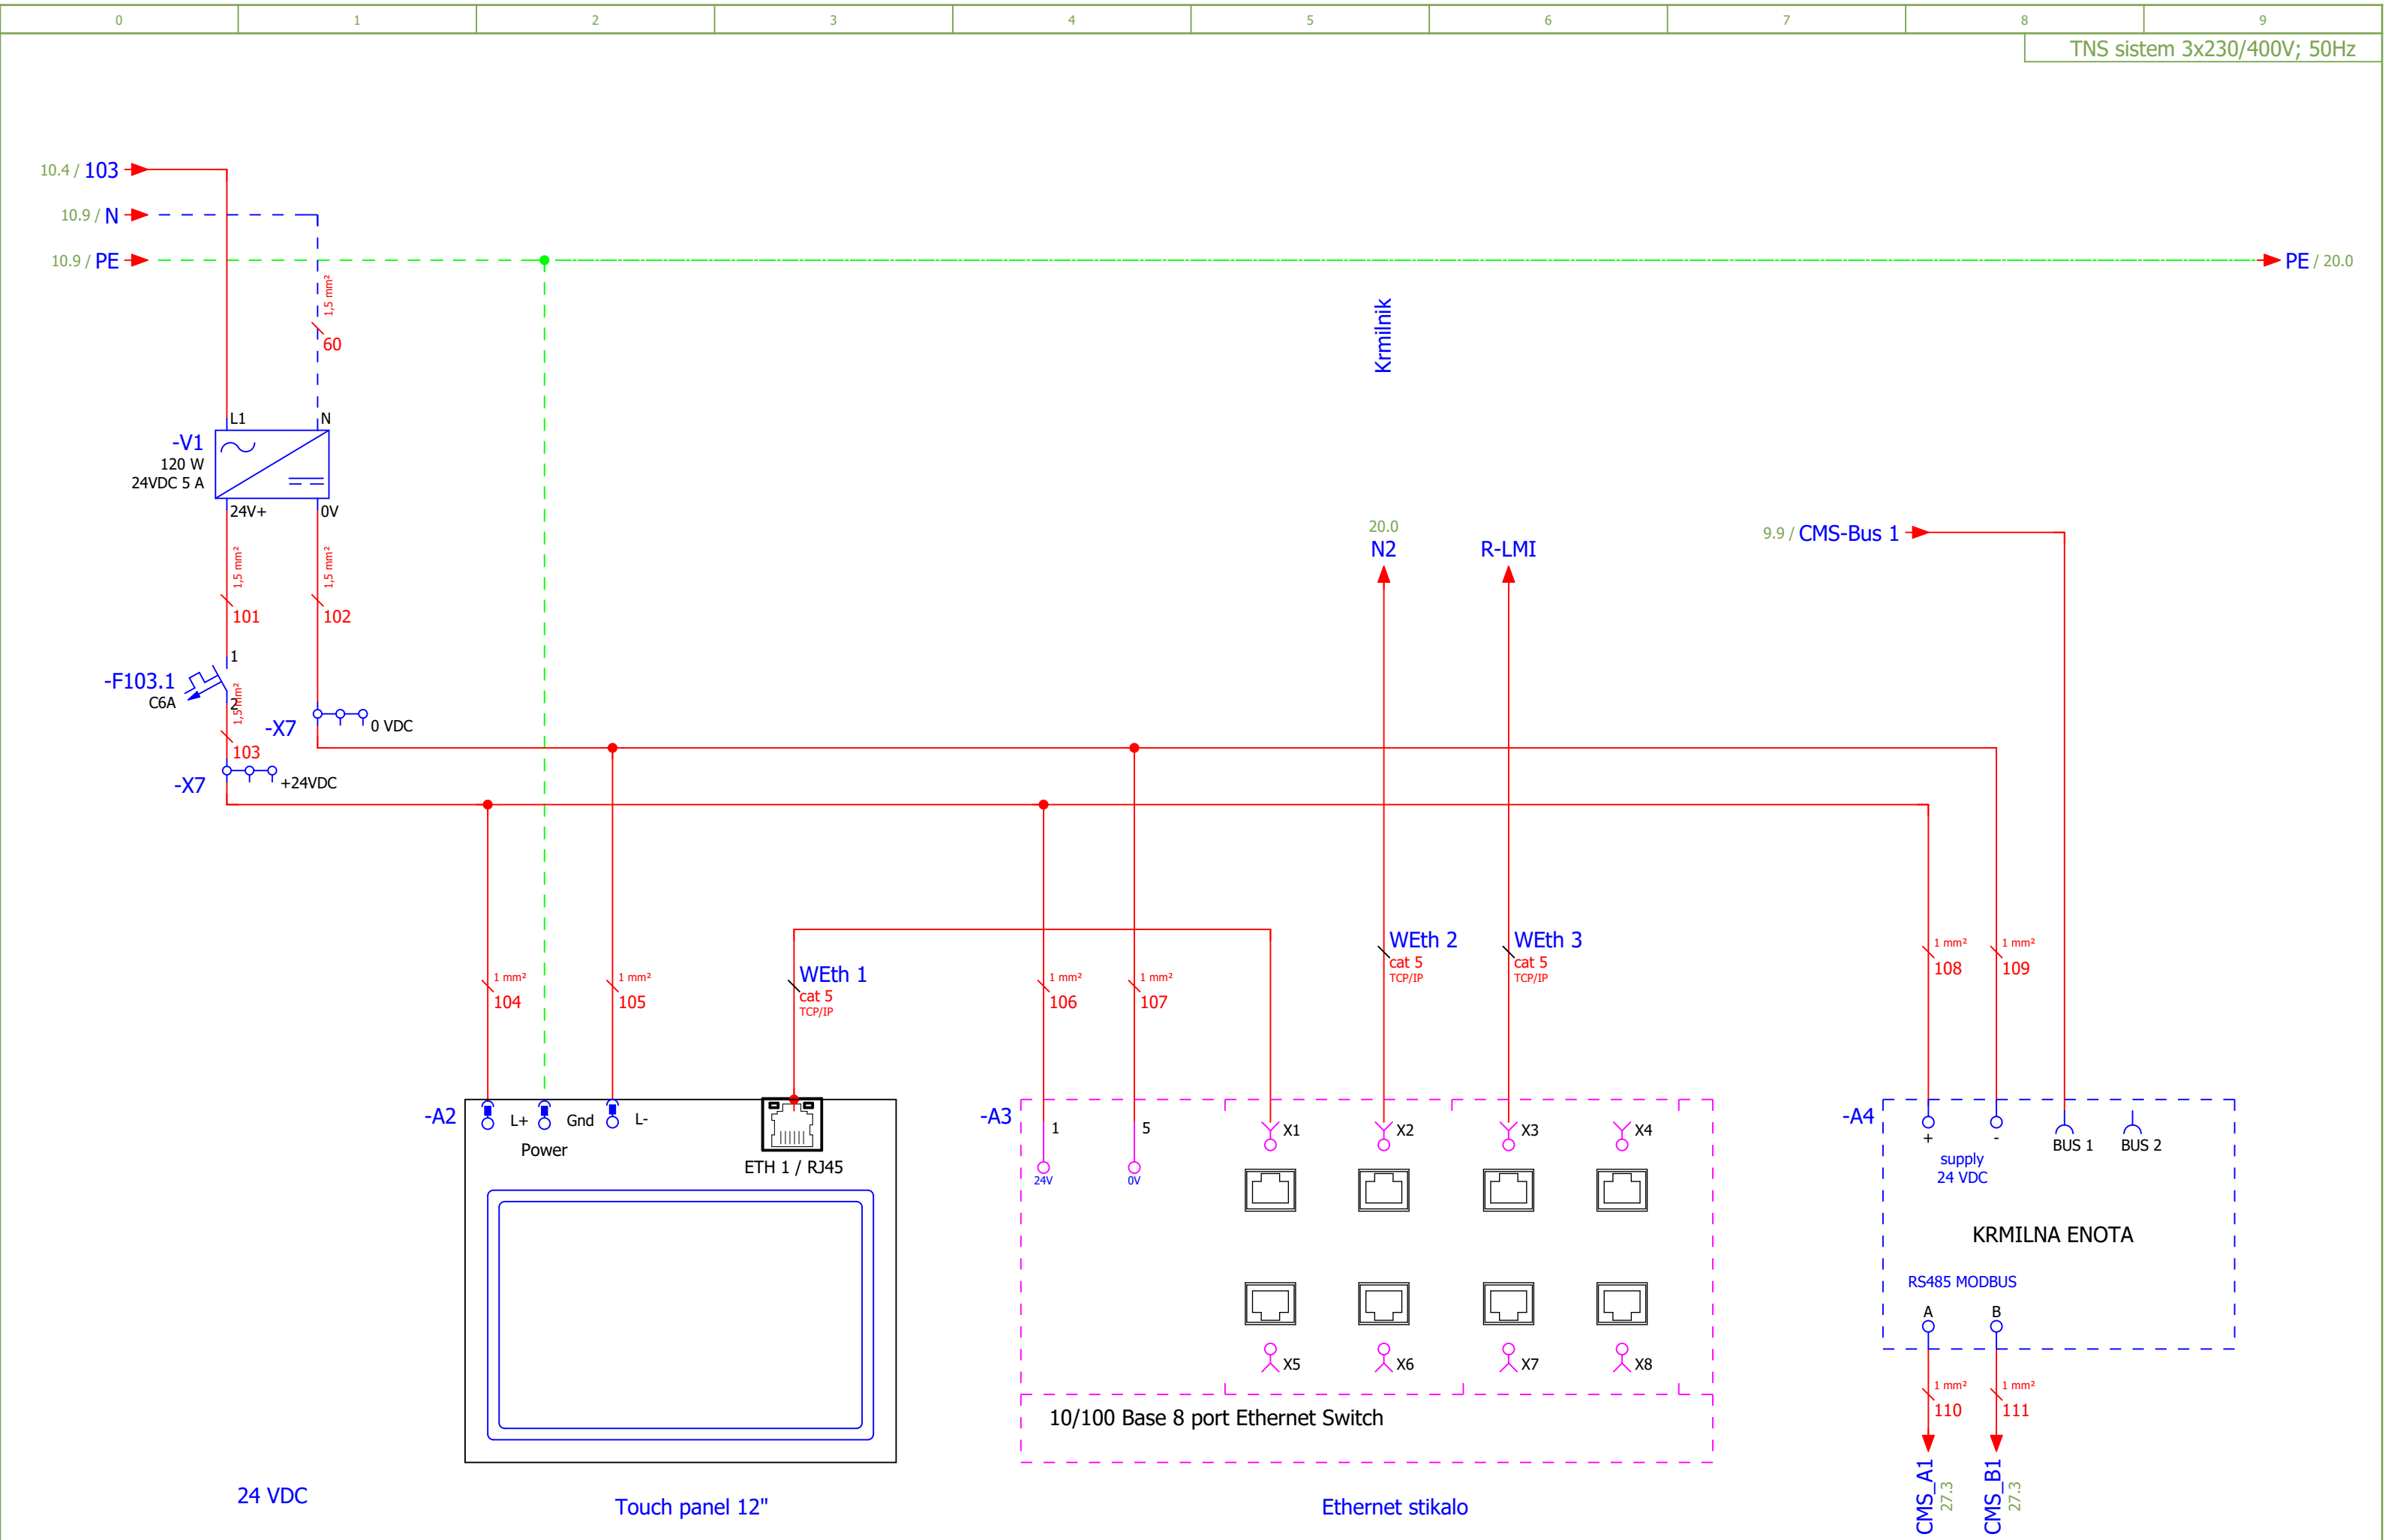 0 1 2 3 4 5 6 7 8 9
TNS sistem 3x230/400V; 50Hz
10.4 / 103
10.9 / N
10.9 / PE
PE / 20.0
1,5 mm²
60
Krmilnik
L1
N
-V1
120 W
24VDC 5 A
24V+
0V
1,5 mm²
101
1,5 mm²
102
20.0
N2
R-LMI
9.9 / CMS-Bus 1
1
-F103.1
C6A
2
1,5 mm²
103
-X7
0 VDC
-X7
+24VDC
1 mm²
104
1 mm²
105
WEth 1
cat 5
TCP/IP
1 mm²
106
1 mm²
107
WEth 2
cat 5
TCP/IP
WEth 3
cat 5
TCP/IP
1 mm²
108
1 mm²
109
-A2
L+
Gnd
L-
Power
ETH 1 / RJ45
-A3
1
5
24V
0V
X1
X2
X3
X4
X5
X6
X7
X8
10/100 Base 8 port Ethernet Switch
-A4
+
-
BUS 1
BUS 2
supply
24 VDC
KRMILNA ENOTA
RS485 MODBUS
A
B
1 mm²
110
1 mm²
111
CMS_A1
27.3
CMS_B1
27.3
24 VDC
Touch panel 12"
Ethernet stikalo